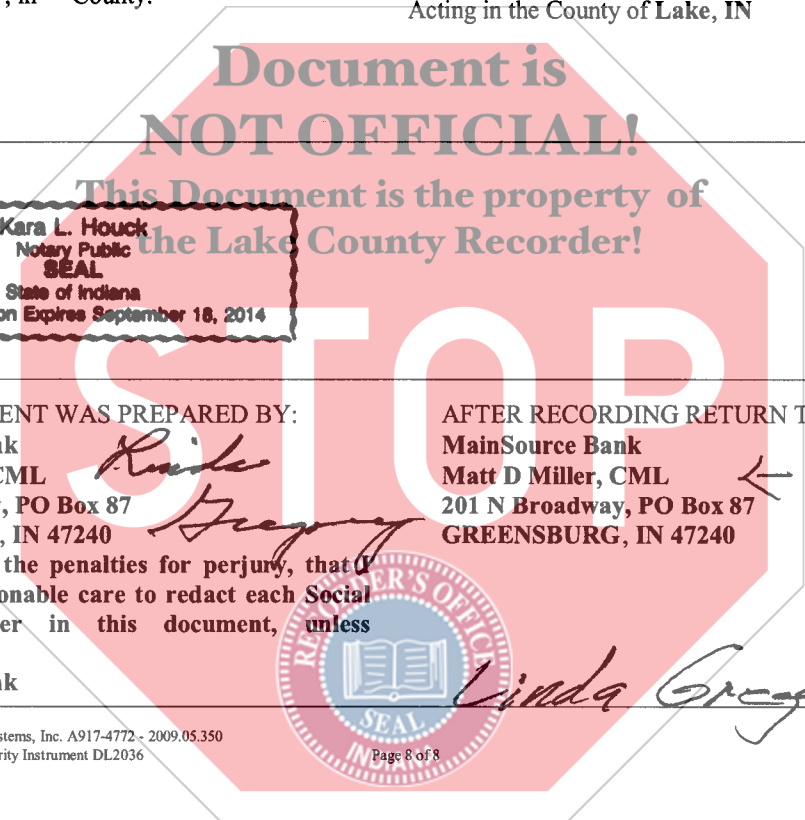 , in County.
Acting in the County of Lake, IN
Document is
NOT OFFICIAL!
This Document is the property of
the Lake County Recorder!
Kara L. Houck
Notary Public
SEAL
State of Indiana
on Expires September 18, 2014
STOP
ENT WAS PREPARED BY:
nk
CML
, PO Box 87
, IN 47240
the penalties for perjury, that I
onable care to redact each Social
er in this document, unless
nk
Linda
Gregory
AFTER RECORDING RETURN T
MainSource Bank
Matt D Miller, CML
201 N Broadway, PO Box 87
GREENSBURG, IN 47240
RECORDER'S OFFICE
SEAL
INDIANA
Linda Greg
stems, Inc. A917-4772 - 2009.05.350
rity Instrument DL2036
Page 8 of 8